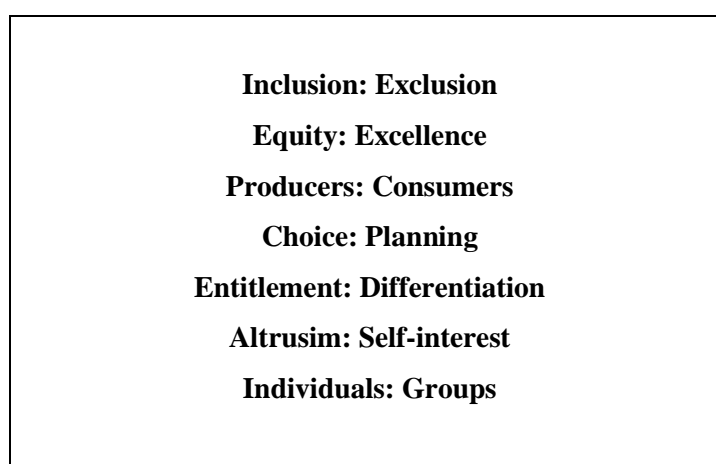 Inclusion: Exclusion
Equity: Excellence
Producers: Consumers
Choice: Planning
Entitlement: Differentiation
Altrusim: Self-interest
Individuals: Groups